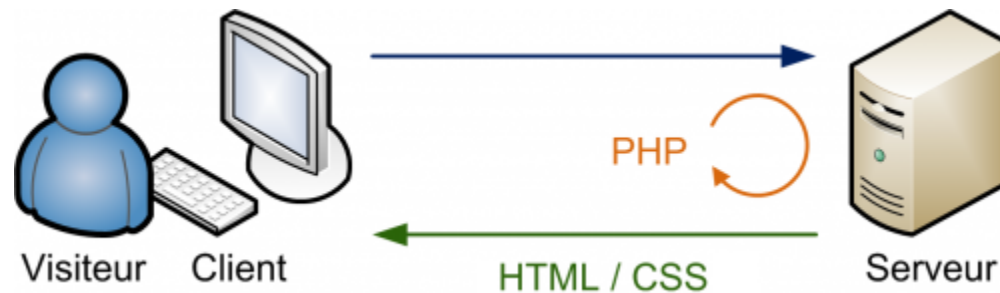 PHP
Visiteur
Client
HTML / CSS
Serveur